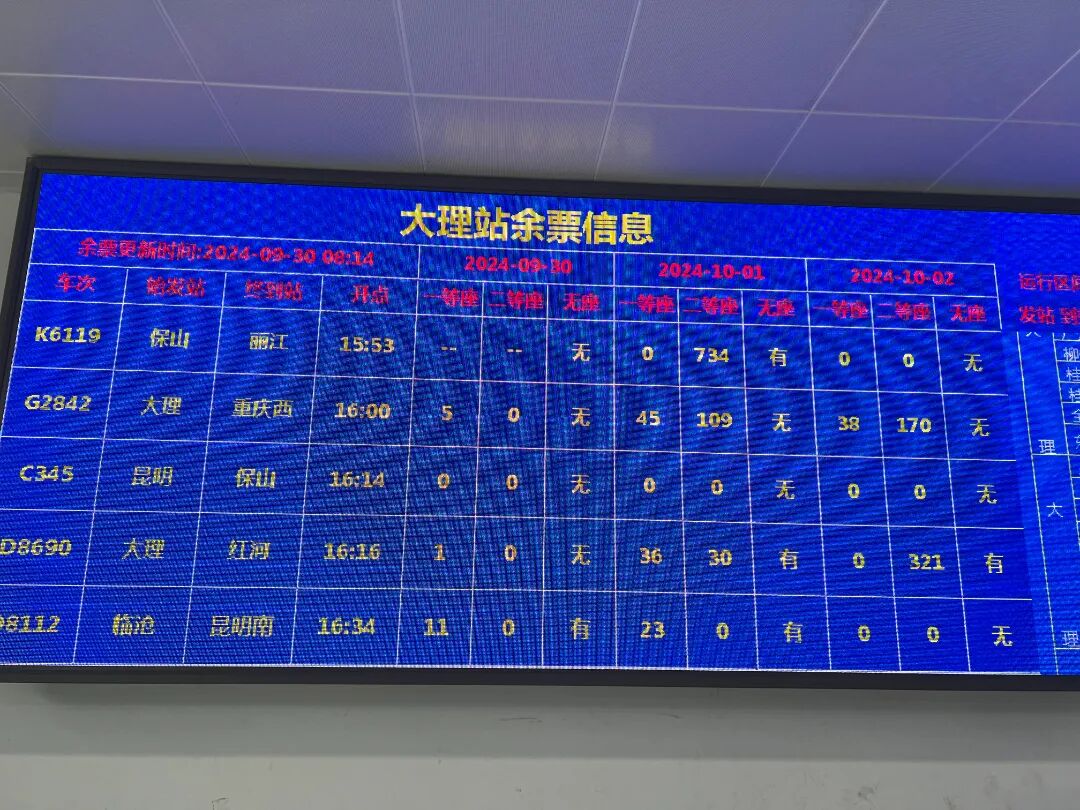 大理站余票信息
余票更新时间:2024-09-30 08:14 2024-09-30 2024-10-01 2024-10-02
车次 始发站 终到站 开点 一等座 二等座 无座 一等座 二等座 无座 一等座 二等座 无座
K6119 保山 丽江 15:53 -- -- 无 0 734 有 0 0 无
G2842 大理 重庆西 16:00 5 0 无 45 109 无 38 170 无
C345 昆明 保山 16:14 0 0 无 0 0 无 0 0 无
D8690 大理 红河 16:16 1 0 无 36 30 有 0 321 有
8112 临沧 昆明南 16:34 11 0 有 23 0 有 0 0 无
运行区
发站
柳
桂
桂
理
大
理